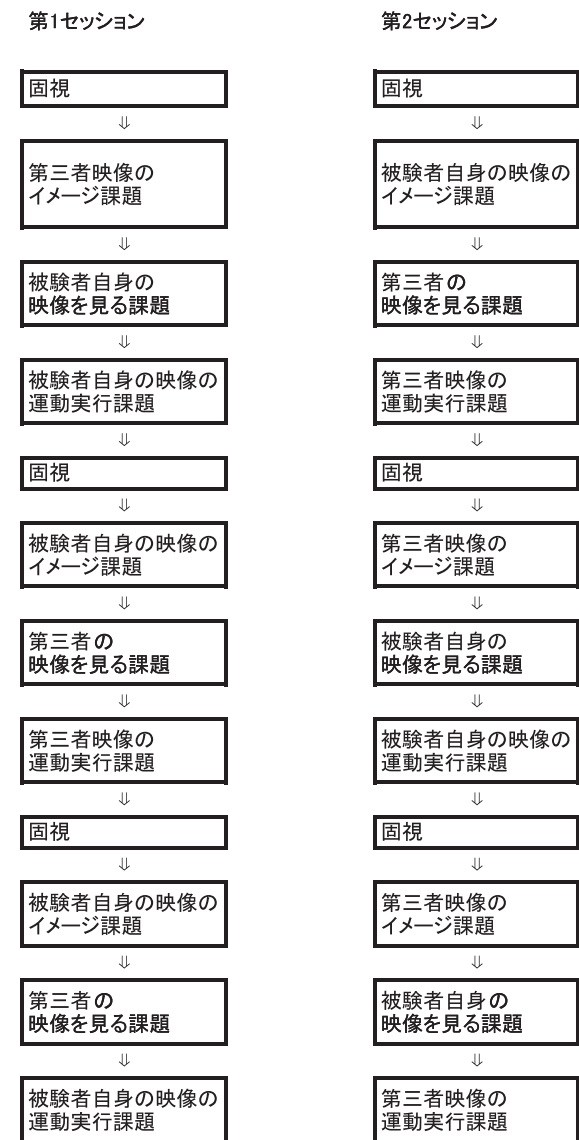 第1セッション
固視
⇓
第三者映像の
イメージ課題
⇓
被験者自身の
映像を見る課題
⇓
被験者自身の映像の
運動実行課題
⇓
固視
⇓
被験者自身の映像の
イメージ課題
⇓
第三者の
映像を見る課題
⇓
第三者映像の
運動実行課題
⇓
固視
⇓
被験者自身の映像の
イメージ課題
⇓
第三者の
映像を見る課題
⇓
被験者自身の映像の
運動実行課題
第2セッション
固視
⇓
被験者自身の映像の
イメージ課題
⇓
第三者の
映像を見る課題
⇓
第三者映像の
運動実行課題
⇓
固視
⇓
第三者映像の
イメージ課題
⇓
被験者自身の
映像を見る課題
⇓
被験者自身の映像の
運動実行課題
⇓
固視
⇓
第三者映像の
イメージ課題
⇓
被験者自身の
映像を見る課題
⇓
第三者映像の
運動実行課題